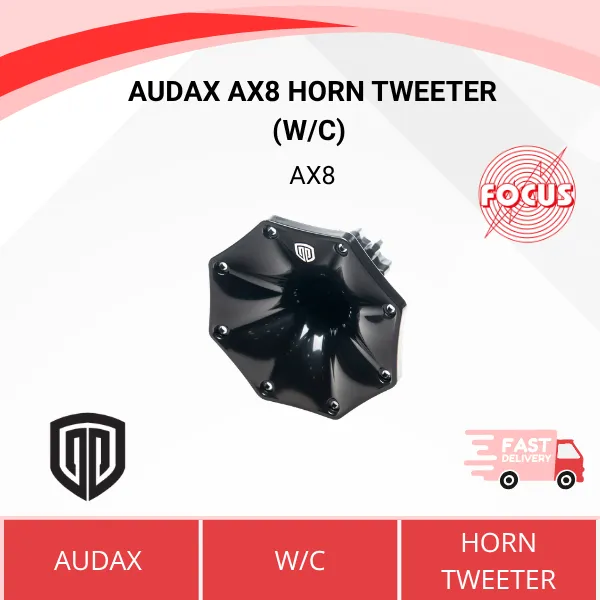 AUDAX AX8 HORN TWEETER
(W/C)
AX8
FOCUS
FAST
DELIVERY
AUDAX
W/C
HORN
TWEETER